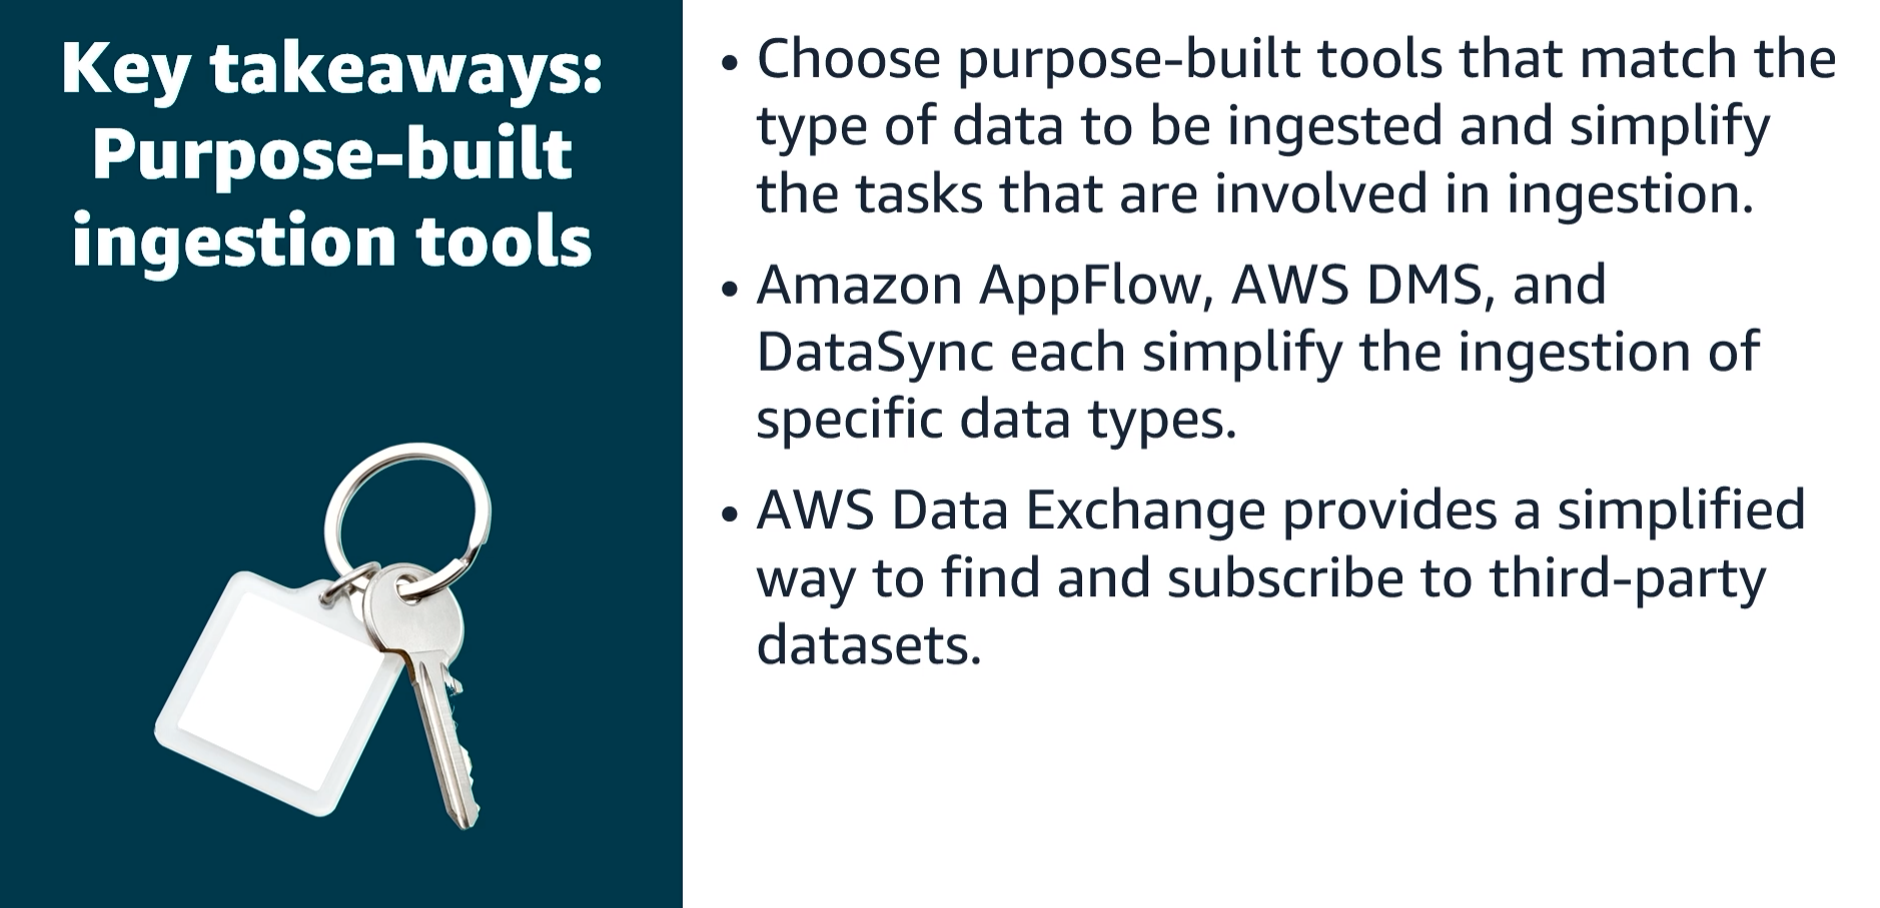 Key takeaways:
Purpose-built
ingestion tools
• Choose purpose-built tools that match the
type of data to be ingested and simplify
the tasks that are involved in ingestion.
• Amazon AppFlow, AWS DMS, and
DataSync each simplify the ingestion of
specific data types.
• AWS Data Exchange provides a simplified
way to find and subscribe to third-party
datasets.